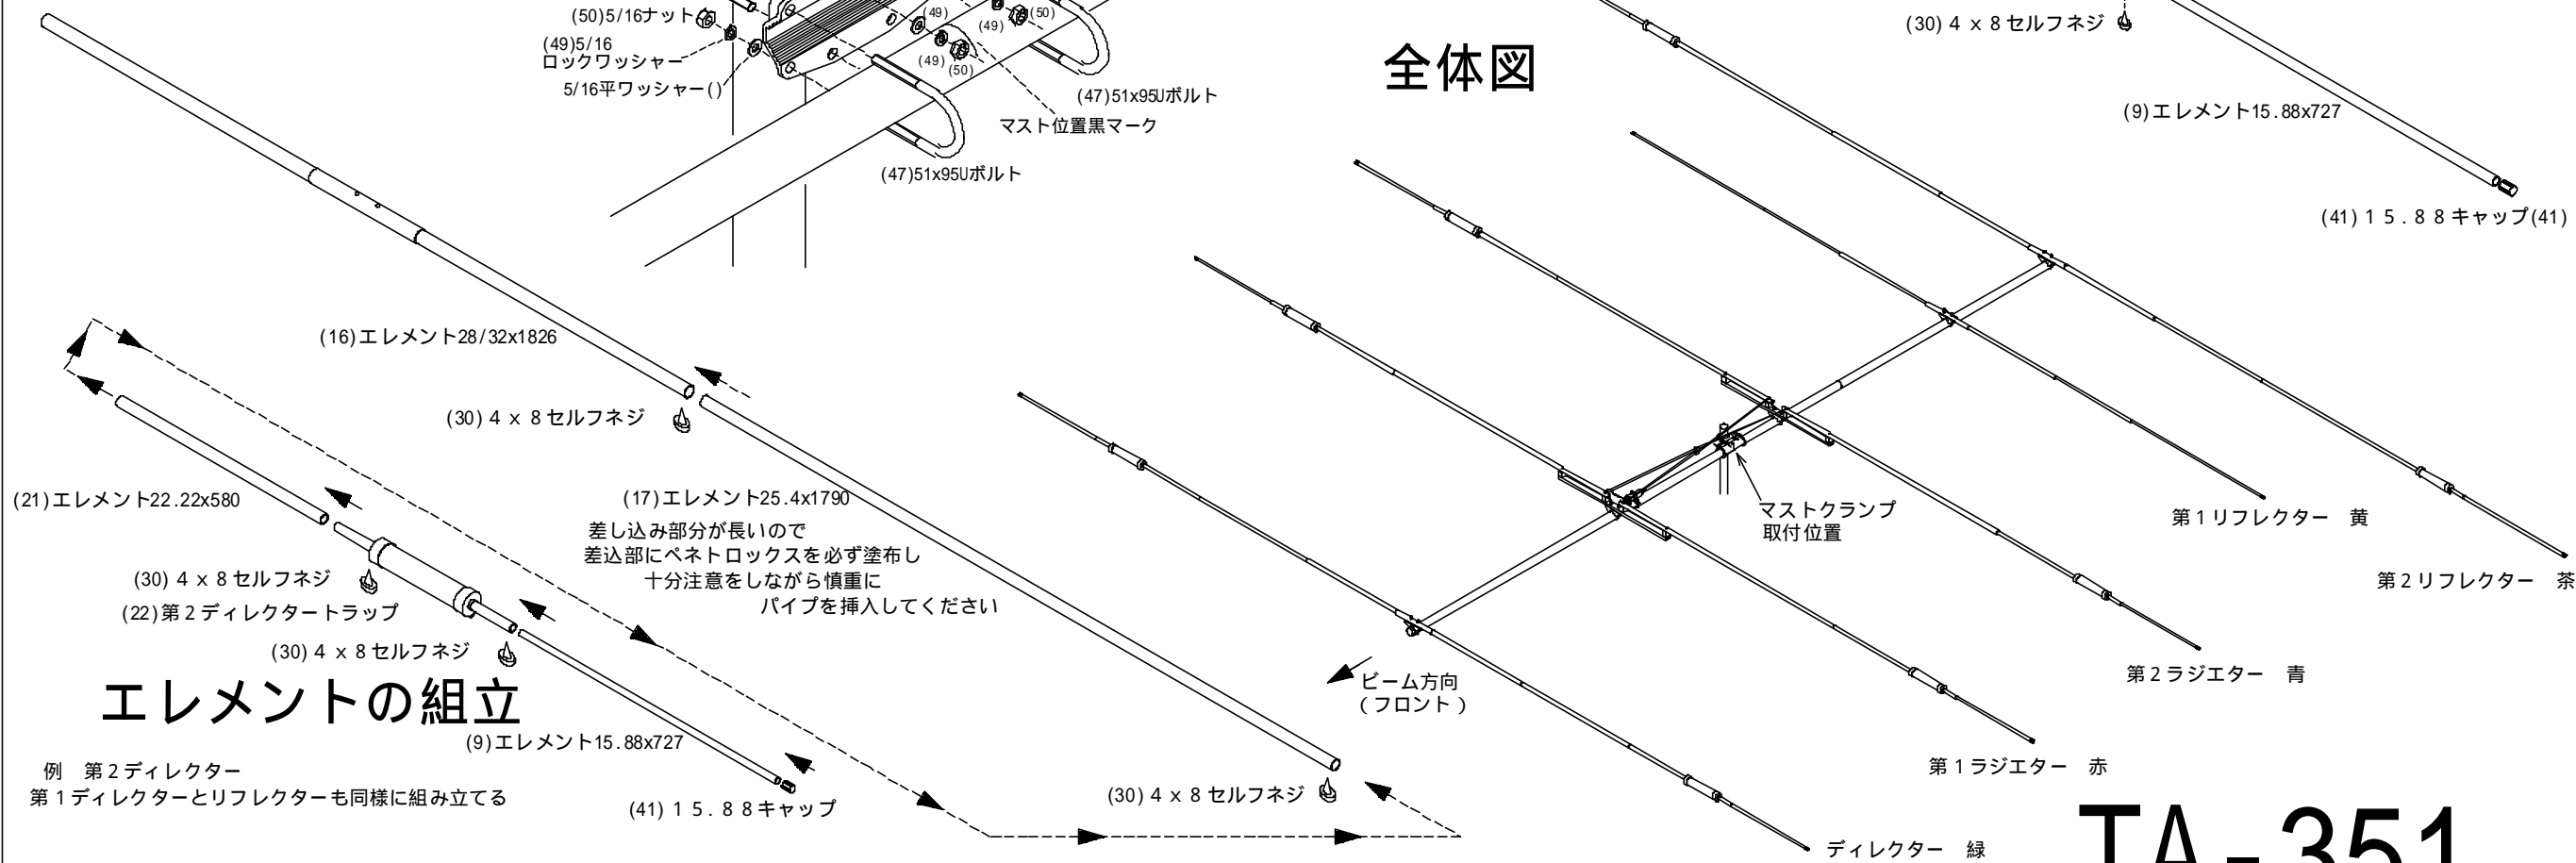 (50)5/16ナット
(49)5/16
ロックワッシャー
5/16平ワッシャー()
(49)
(49)
(50)
(49)
(50)
(47)51x95Uボルト
マスト位置黒マーク
(47)51x95Uボルト
全体図
(30)４ｘ８セルフネジ
(9)エレメント15.88x727
(41)１５.８８キャップ(41)
(16)エレメント28/32x1826
(30)４ｘ８セルフネジ
(21)エレメント22.22x580
(17)エレメント25.4x1790
差し込み部分が長いので
差込部にペネトロックスを必ず塗布し
十分注意をしながら慎重に
パイプを挿入してください
(30)４ｘ８セルフネジ
(22)第２ディレクタートラップ
(30)４ｘ８セルフネジ
エレメントの組立
(9)エレメント15.88x727
例　第２ディレクター
第１ディレクターとリフレクターも同様に組み立てる
(41)１５.８８キャップ
(30)４ｘ８セルフネジ
マストクランプ
取付位置
ビーム方向
（フロント）
第１リフレクター　黄
第２リフレクター　茶
第２ラジエター　青
第１ラジエター　赤
ディレクター　緑
TA-351